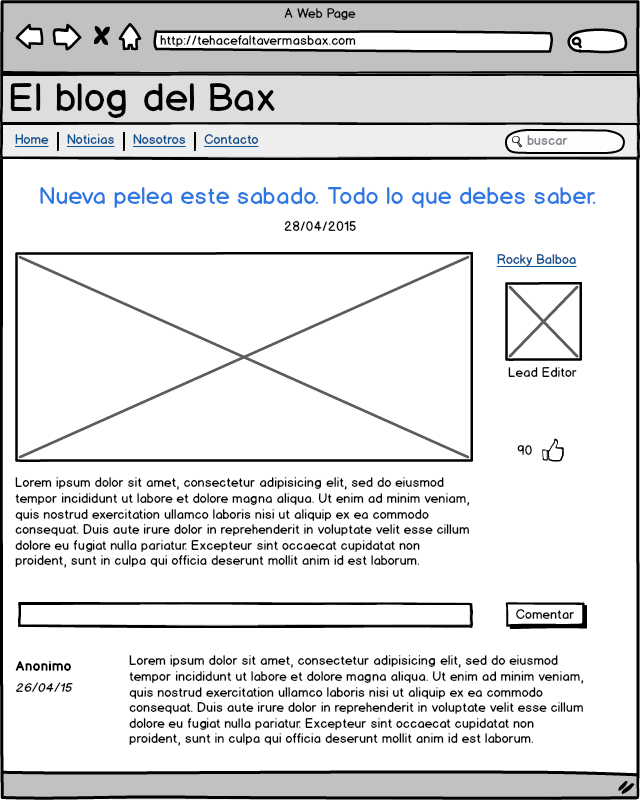 A Web Page
http://tehacefaltavermasbax.com
El blog del Bax
Home | Noticias | Nosotros | Contacto
buscar
Nueva pelea este sabado. Todo lo que debes saber.
28/04/2015
Rocky Balboa
Lead Editor
90
Lorem ipsum dolor sit amet, consectetur adipisicing elit, sed do eiusmod
tempor incididunt ut labore et dolore magna aliqua. Ut enim ad minim veniam,
quis nostrud exercitation ullamco laboris nisi ut aliquip ex ea commodo
consequat. Duis aute irure dolor in reprehenderit in voluptate velit esse cillum
dolore eu fugiat nulla pariatur. Excepteur sint occaecat cupidatat non
proident, sunt in culpa qui officia deserunt mollit anim id est laborum.
Comentar
Anonimo
26/04/15
Lorem ipsum dolor sit amet, consectetur adipisicing elit, sed do eiusmod
tempor incididunt ut labore et dolore magna aliqua. Ut enim ad minim veniam,
quis nostrud exercitation ullamco laboris nisi ut aliquip ex ea commodo
consequat. Duis aute irure dolor in reprehenderit in voluptate velit esse cillum
dolore eu fugiat nulla pariatur. Excepteur sint occaecat cupidatat non
proident, sunt in culpa qui officia deserunt mollit anim id est laborum.